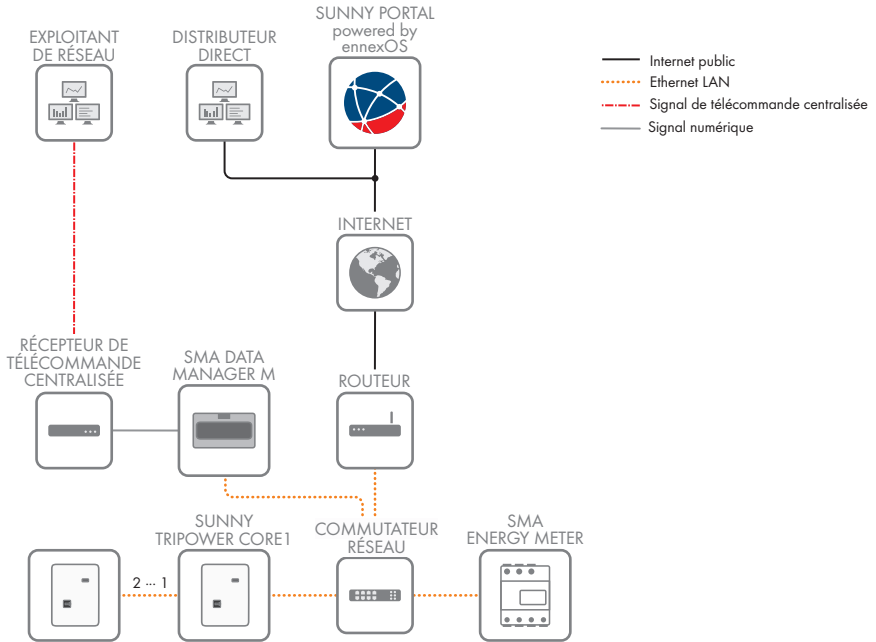 EXPLOITANT
DE RÉSEAU
DISTRIBUTEUR
DIRECT
SUNNY PORTAL
powered by
ennexOS
Internet public
Ethernet LAN
Signal de télécommande centralisée
Signal numérique
INTERNET
RÉCEPTEUR DE
TÉLÉCOMMANDE
CENTRALISÉE
SMA DATA
MANAGER M
ROUTEUR
SUNNY
TRIPOWER CORE1
COMMUTATEUR
RÉSEAU
SMA
ENERGY METER
2 ··· 1